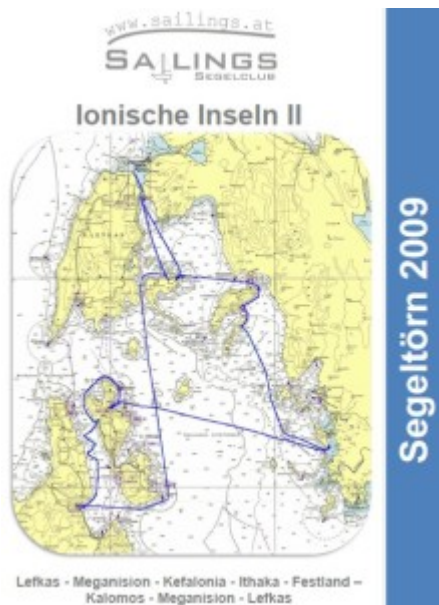 www.sailings.at
SAILINGS
SEGELCLUB
Ionische Inseln II
Segeltörn 2009
Lefkas - Meganision - Kefalonia - Ithaka - Festland –
Kalomos - Meganision - Lefkas